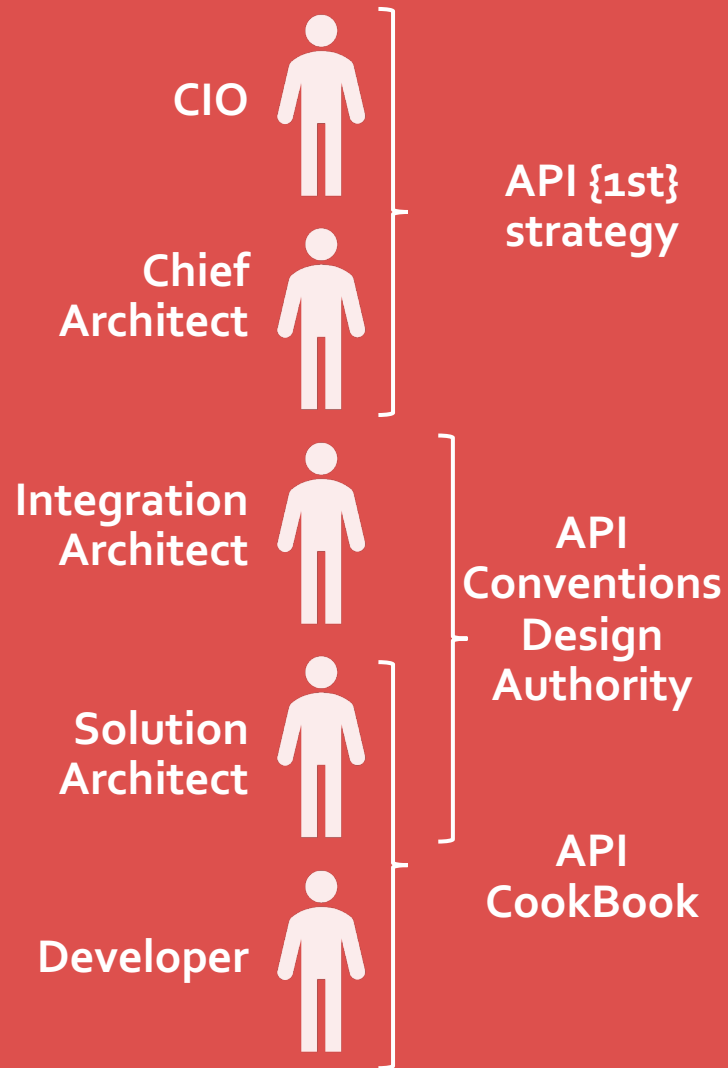 CIO
API {1st}
strategy
Chief
Architect
Integration
Architect
API
Conventions
Design
Authority
Solution
Architect
API
CookBook
Developer